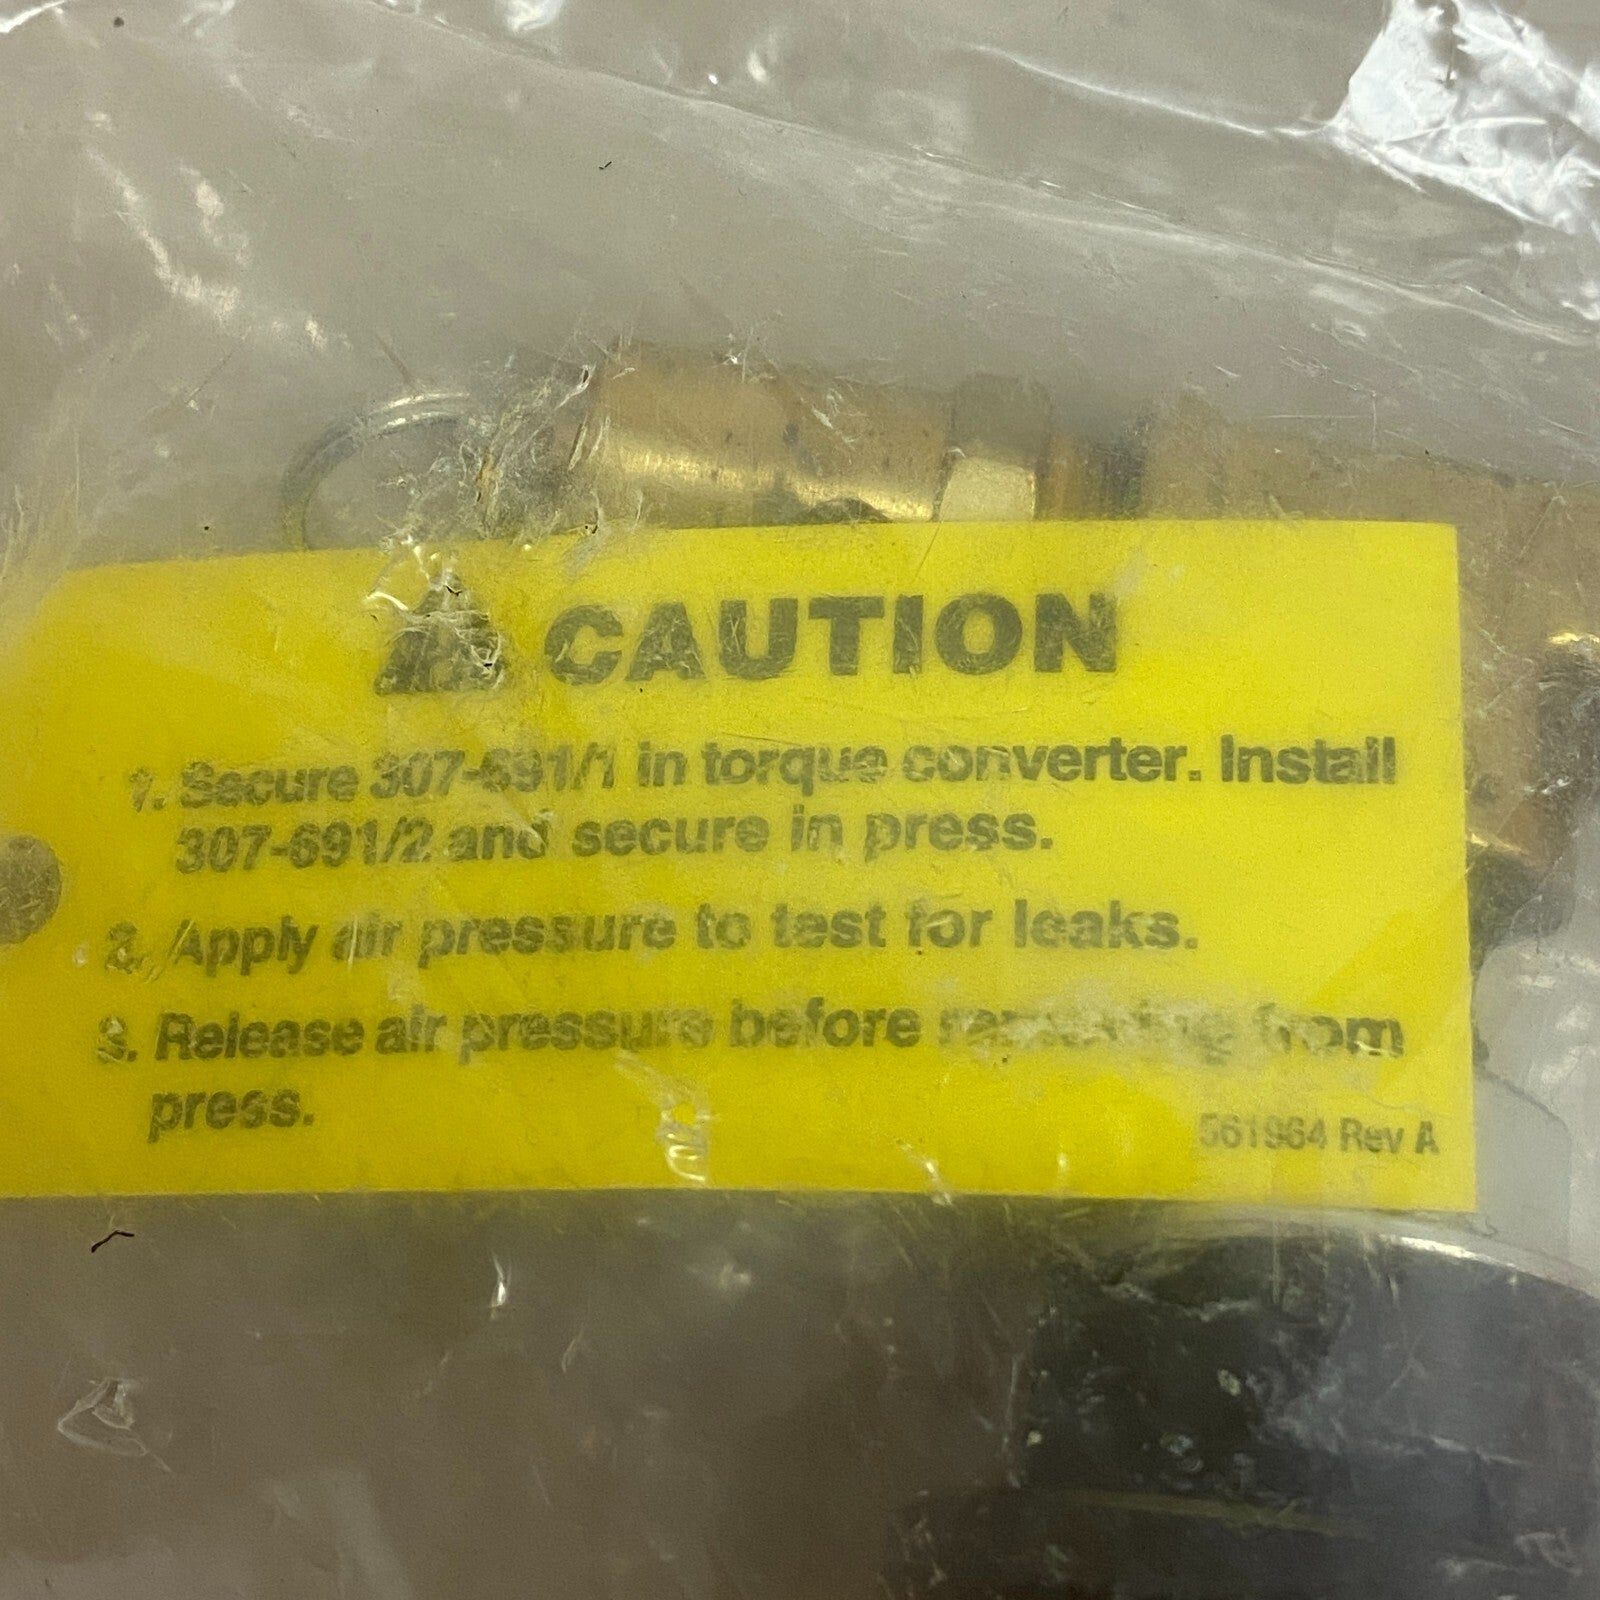 CAUTION
1. Secure 307-691/1 in torque converter. Install
307-691/2 and secure in press.
2. Apply air pressure to test for leaks.
3. Release air pressure before removing from
press.
561964 Rev A